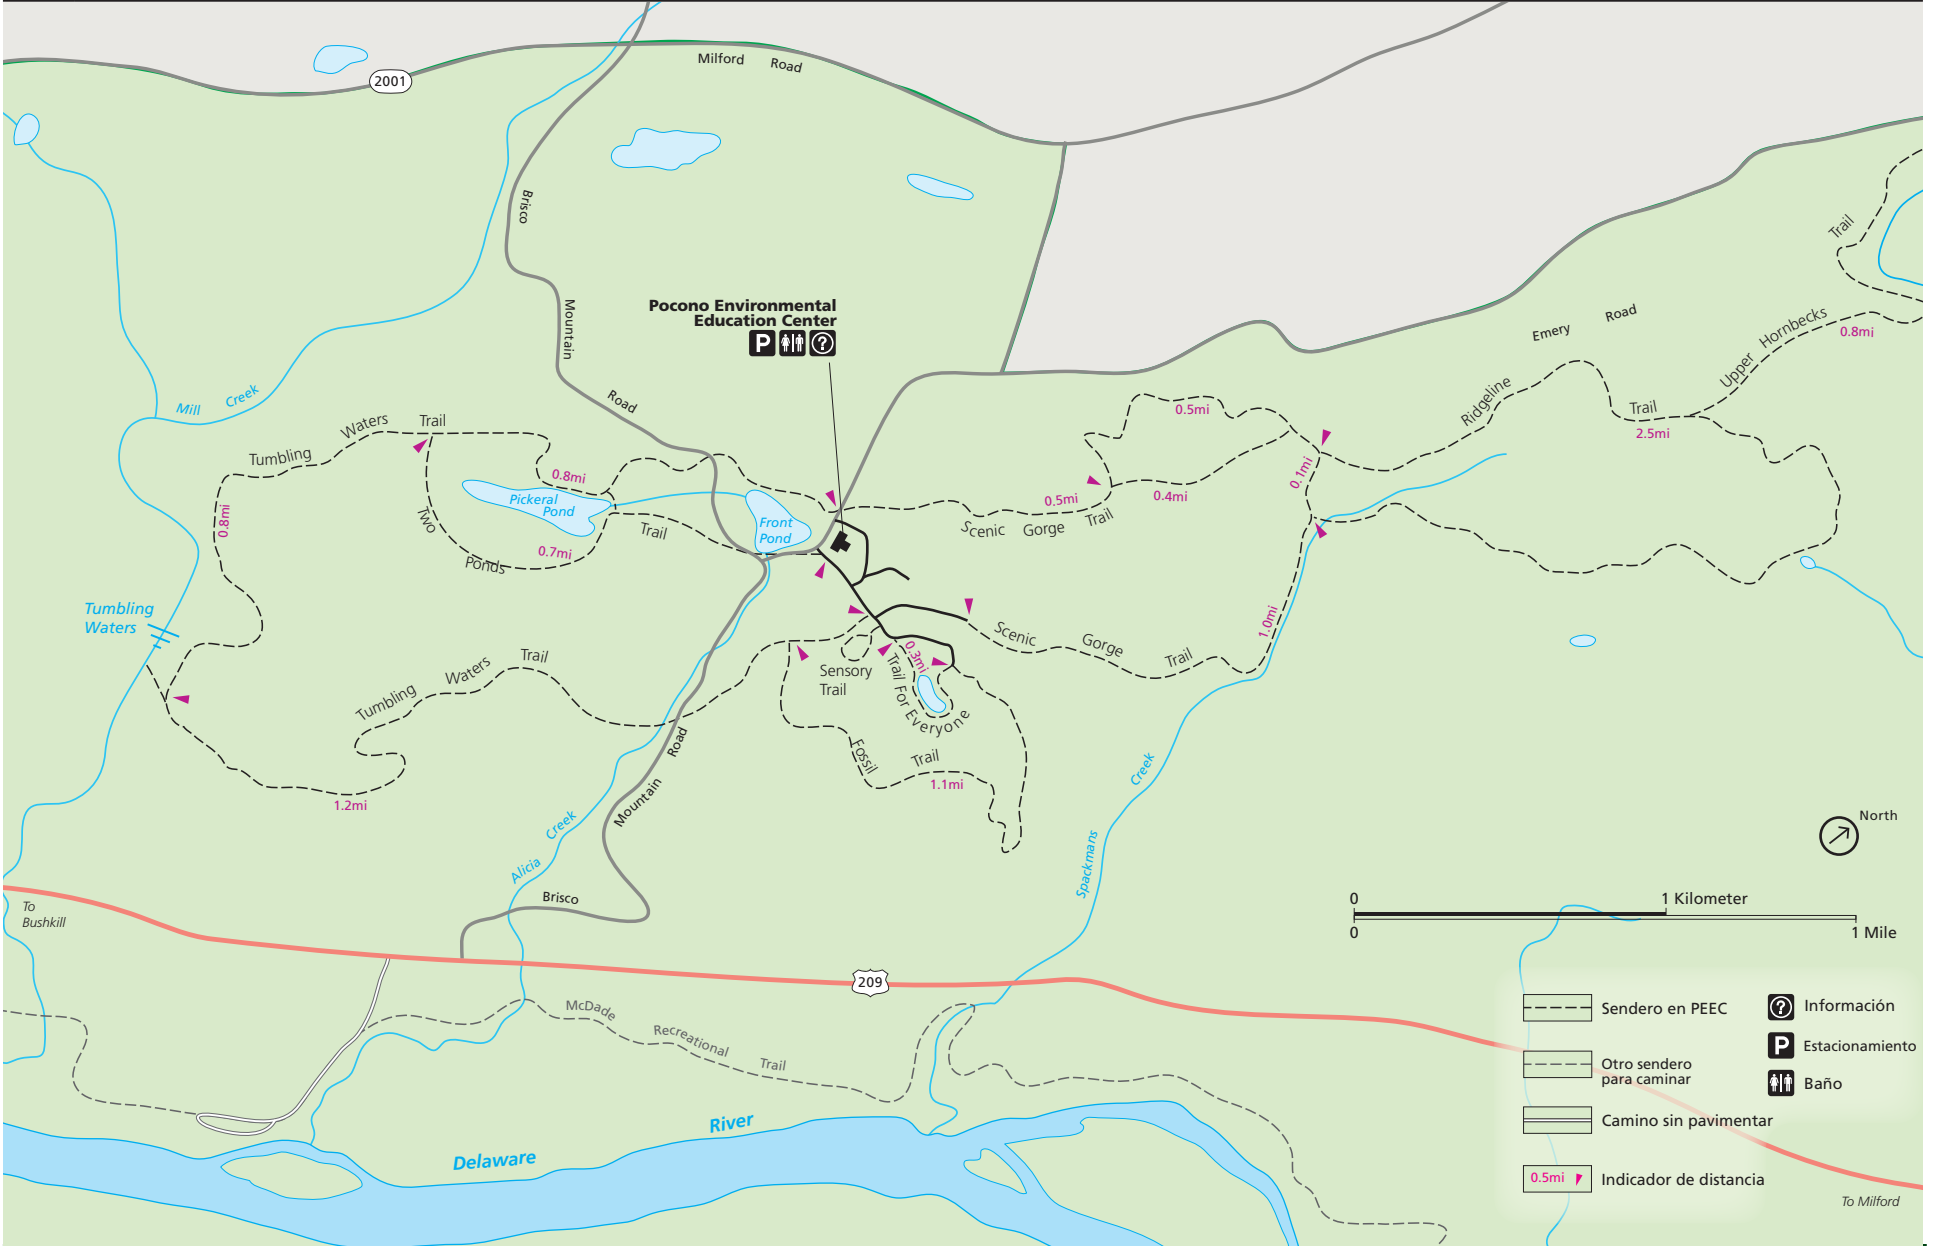 Milford Road
2001
Brisco
Mountain
Road
Pocono Environmental
Education Center
P
?
Emery Road
Trail
Upper Hornbecks
0.8mi
Ridgeline
Trail
2.5mi
Mill Creek
Tumbling Waters Trail
0.8mi
0.8mi
Pickeral
Pond
Two
Ponds
Trail
0.7mi
Front
Pond
0.5mi
0.5mi
0.4mi
0.1mi
Scenic Gorge Trail
Tumbling
Waters
Tumbling Waters Trail
1.2mi
Sensory
Trail
0.3mi
Trail For Everyone
Fossil
Trail
1.1mi
Scenic Gorge Trail
1.0mi
Spackmans
Creek
Alicia Creek
Mountain
Road
Brisco
North
0 1 Kilometer
0 1 Mile
To
Bushkill
209
McDade
Recreational
Trail
Delaware River
To Milford
Sendero en PEEC
Otro sendero
para caminar
Camino sin pavimentar
0.5mi
Indicador de distancia
? Información
P Estacionamiento
Baño